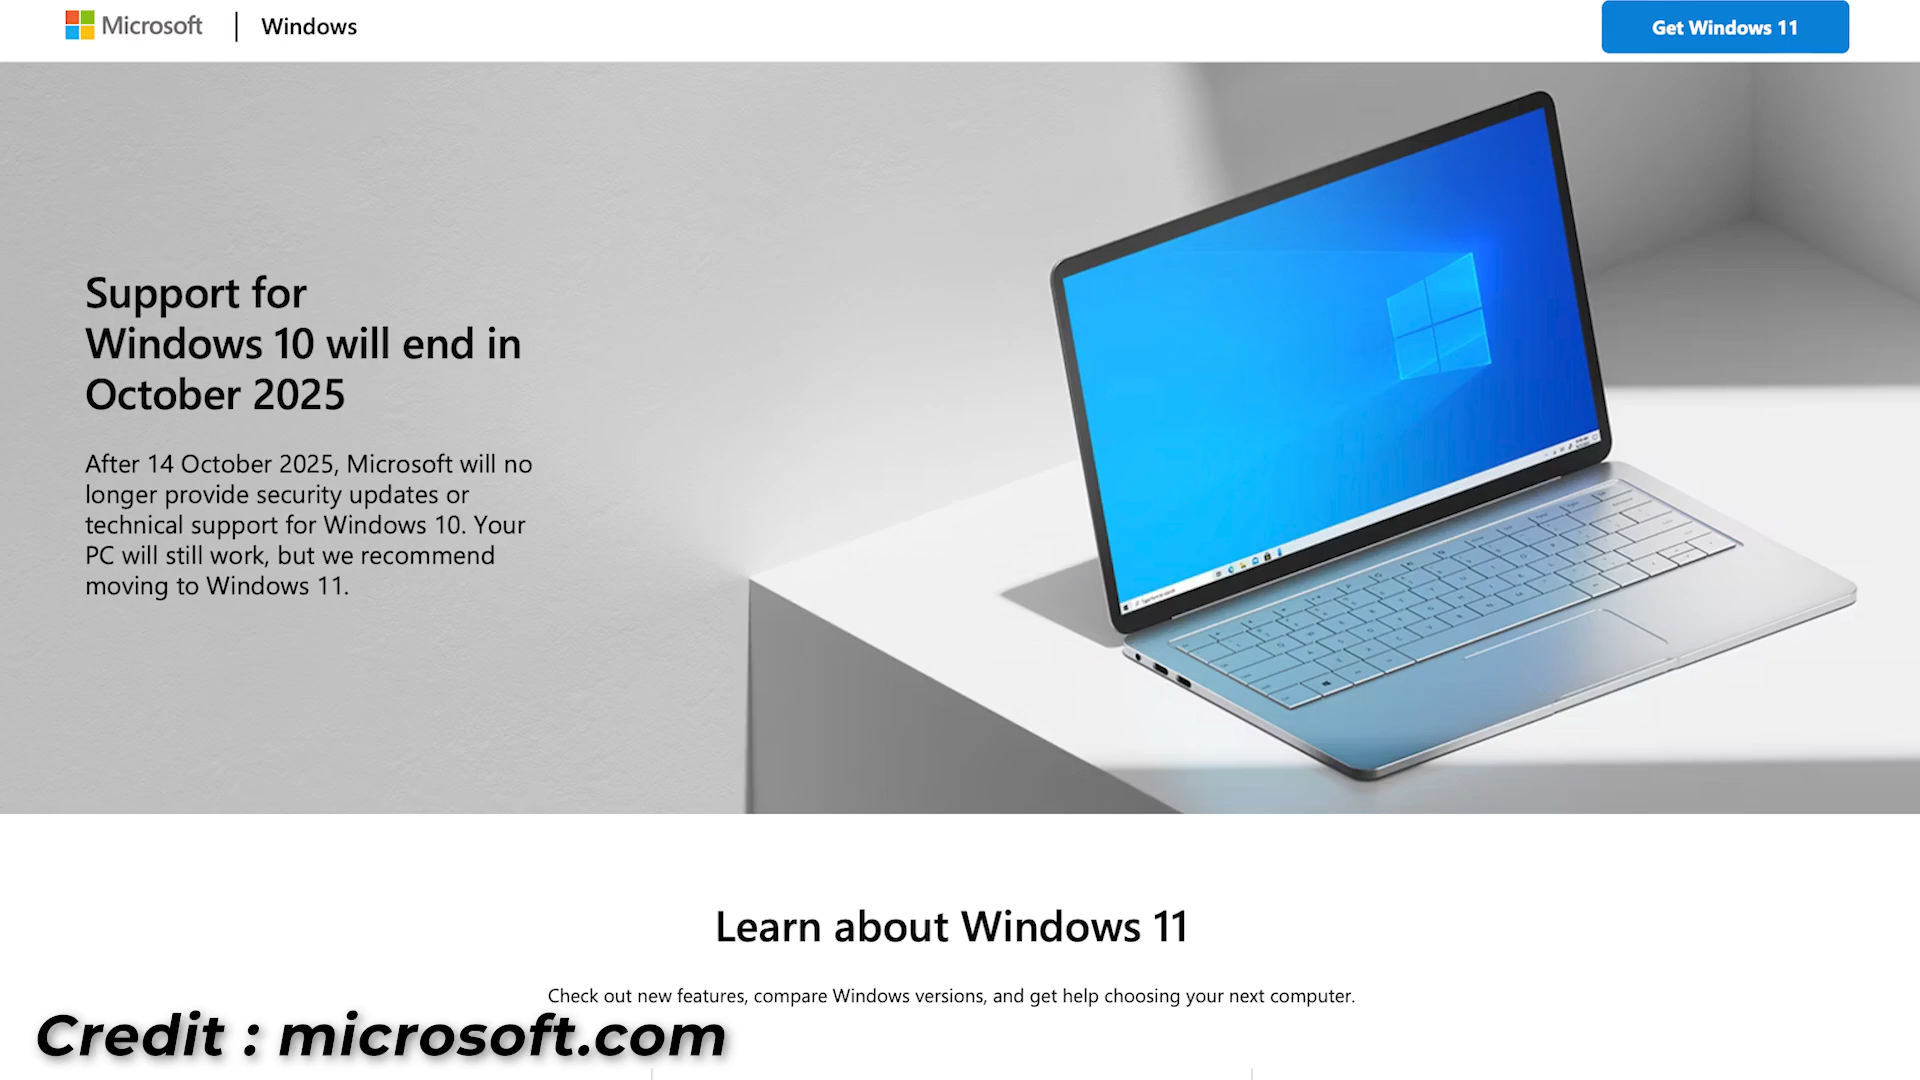 Microsoft
Windows
Get Windows 11
Support for
Windows 10 will end in
October 2025
After 14 October 2025, Microsoft will no
longer provide security updates or
technical support for Windows 10. Your
PC will still work, but we recommend
moving to Windows 11.
Learn about Windows 11
Check out new features, compare Windows versions, and get help choosing your next computer.
Credit : microsoft.com